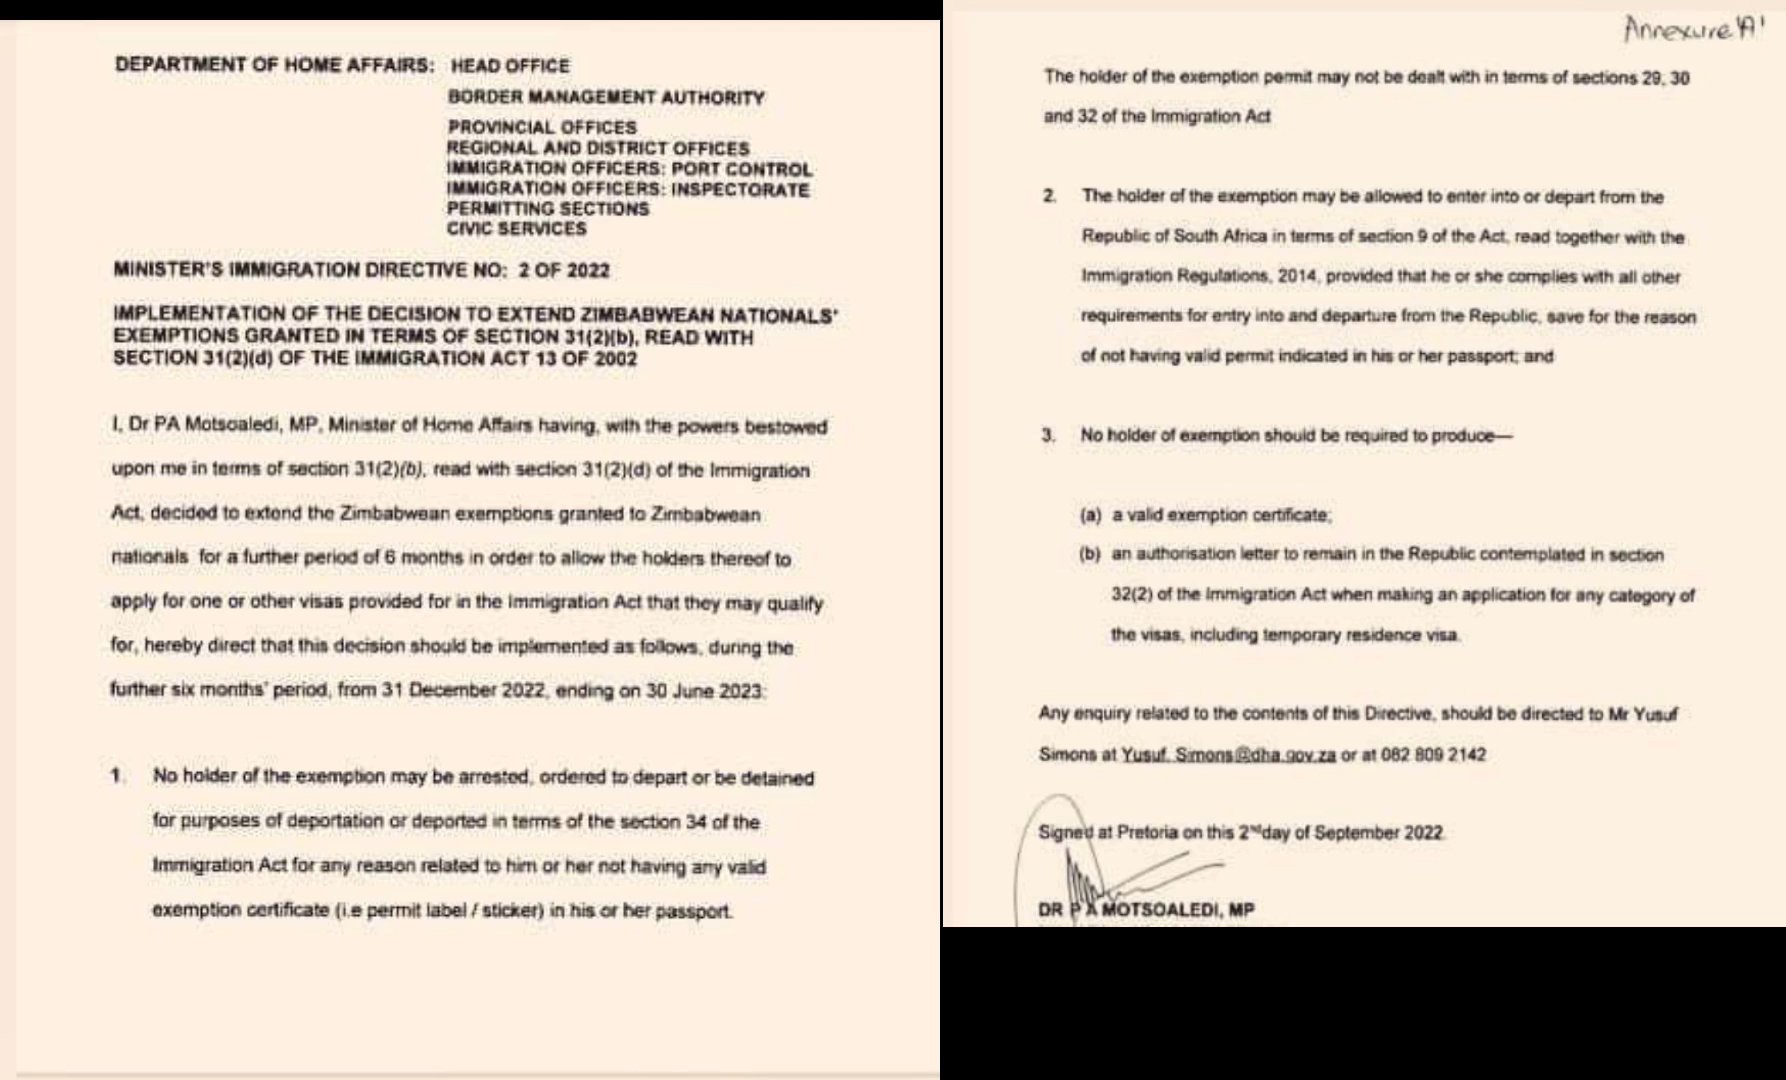 DEPARTMENT OF HOME AFFAIRS: HEAD OFFICE
BORDER MANAGEMENT AUTHORITY
PROVINCIAL OFFICES
REGIONAL AND DISTRICT OFFICES
IMMIGRATION OFFICERS: PORT CONTROL
IMMIGRATION OFFICERS: INSPECTORATE
PERMITTING SECTIONS
CIVIC SERVICES
MINISTER'S IMMIGRATION DIRECTIVE NO: 2 OF 2022
IMPLEMENTATION OF THE DECISION TO EXTEND ZIMBABWEAN NATIONALS'
EXEMPTIONS GRANTED IN TERMS OF SECTION 31(2)(b), READ WITH
SECTION 31(2)(d) OF THE IMMIGRATION ACT 13 OF 2002
I, Dr PA Motsoaledi, MP, Minister of Home Affairs having, with the powers bestowed
upon me in terms of section 31(2)(b), read with section 31(2)(d) of the Immigration
Act, decided to extend the Zimbabwean exemptions granted to Zimbabwean
nationals for a further period of 6 months in order to allow the holders thereof to
apply for one or other visas provided for in the Immigration Act that they may qualify
for, hereby direct that this decision should be implemented as follows, during the
further six months' period, from 31 December 2022, ending on 30 June 2023:
1. No holder of the exemption may be arrested, ordered to depart or be detained
for purposes of deportation or deported in terms of the section 34 of the
Immigration Act for any reason related to him or her not having any valid
exemption certificate (i.e permit label / sticker) in his or her passport.
Annexure 'A'
The holder of the exemption permit may not be dealt with in terms of sections 29, 30
and 32 of the Immigration Act
2. The holder of the exemption may be allowed to enter into or depart from the
Republic of South Africa in terms of section 9 of the Act, read together with the
Immigration Regulations, 2014, provided that he or she complies with all other
requirements for entry into and departure from the Republic, save for the reason
of not having valid permit indicated in his or her passport; and
3. No holder of exemption should be required to produce—
(a) a valid exemption certificate;
(b) an authorisation letter to remain in the Republic contemplated in section
32(2) of the Immigration Act when making an application for any category of
the visas, including temporary residence visa.
Any enquiry related to the contents of this Directive, should be directed to Mr Yusuf
Simons at Yusuf. Simons@dha.gov.za or at 082 809 2142
Signed at Pretoria on this 2nd day of September 2022.
DR P A MOTSOALEDI, MP